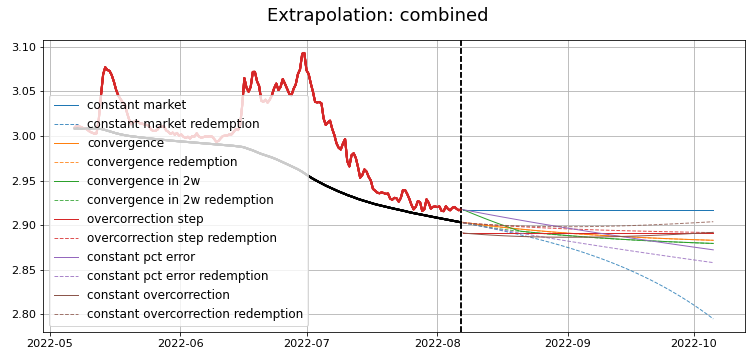 Extrapolation: combined
3.10
3.05
3.00
2.95
2.90
2.85
2.80
constant market
constant market redemption
convergence
convergence redemption
convergence in 2w
convergence in 2w redemption
overcorrection step
overcorrection step redemption
constant pct error
constant pct error redemption
constant overcorrection
constant overcorrection redemption
2022-05 2022-06 2022-07 2022-08 2022-09 2022-10